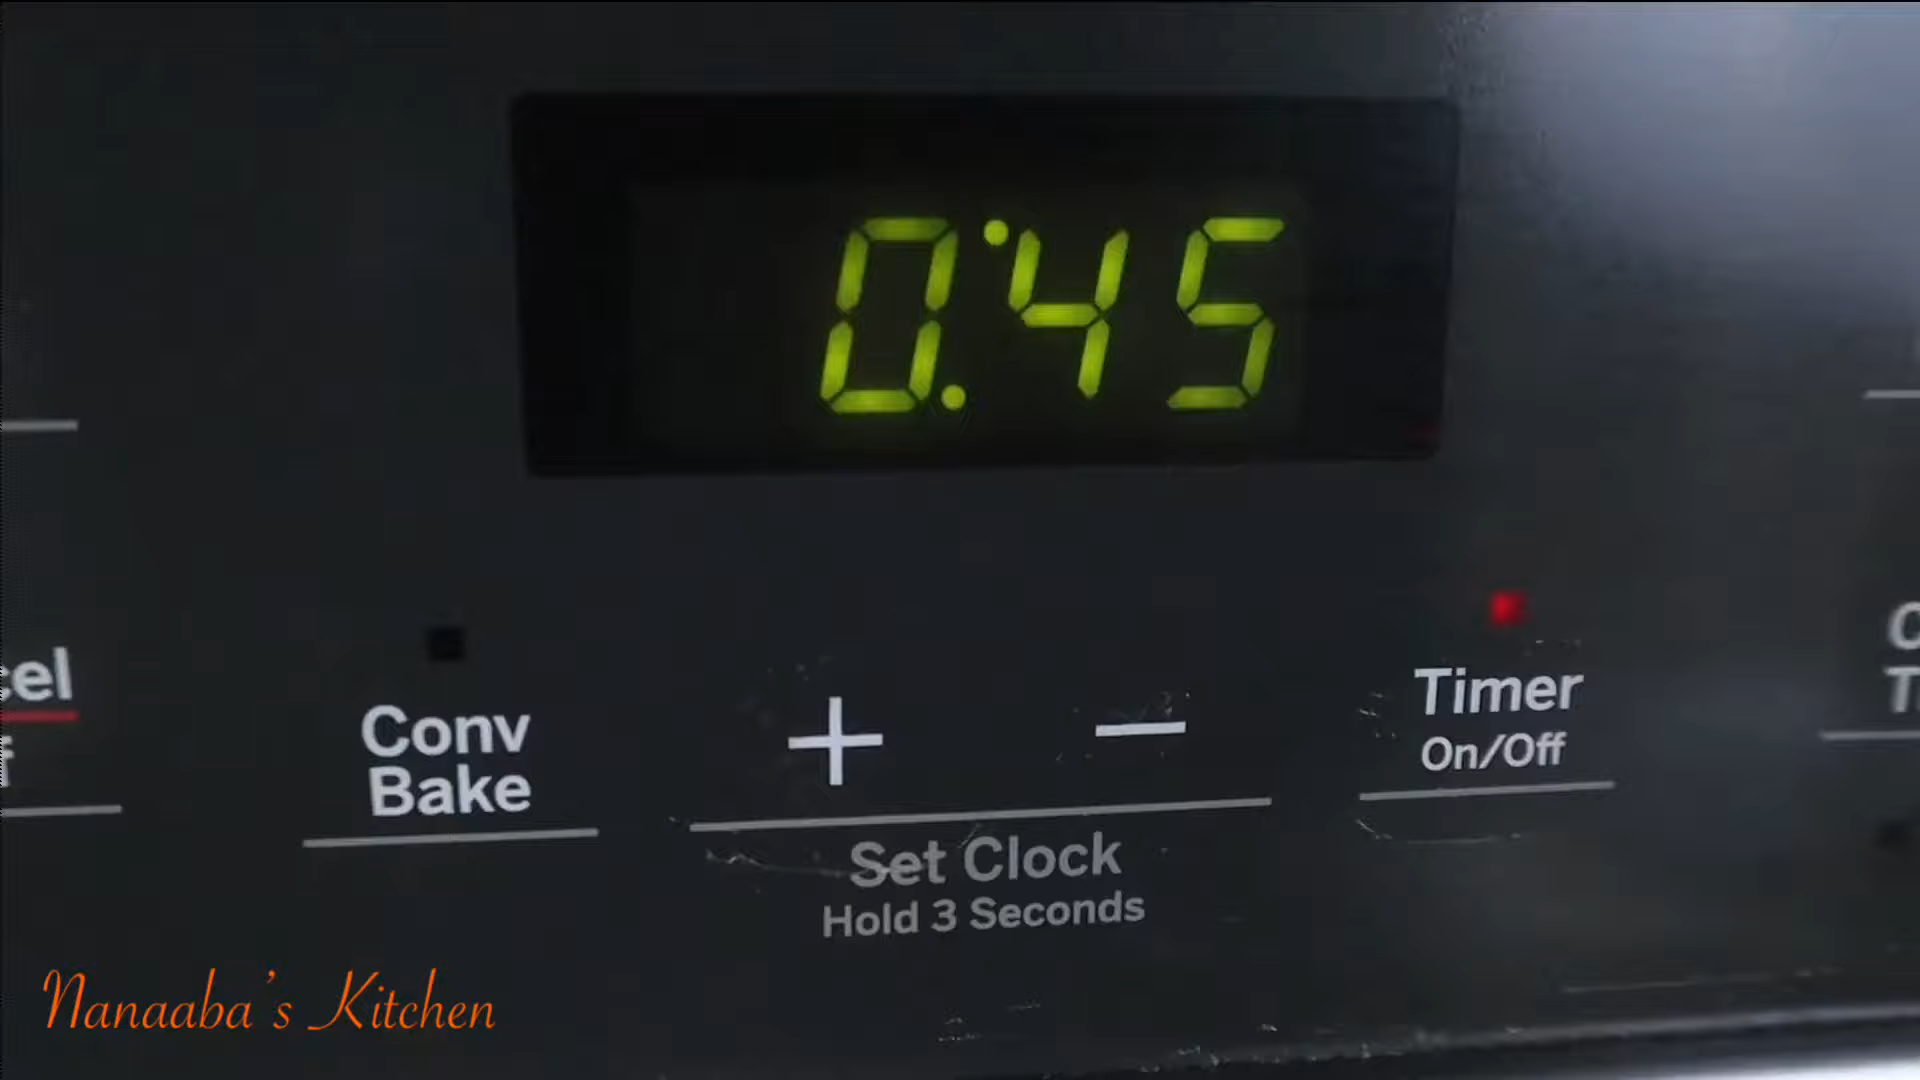 0:45
Conv
Bake
+ −
Set Clock
Hold 3 Seconds
Timer
On/Off
Nanaaba's Kitchen